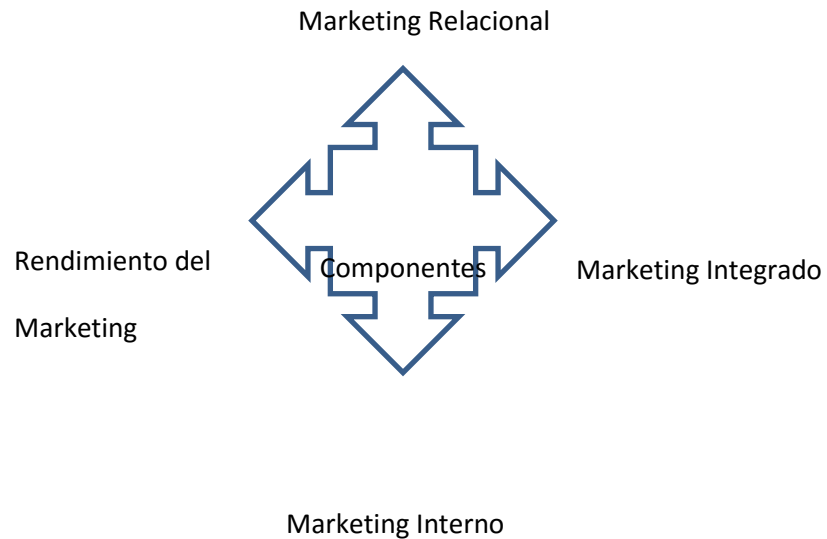 Marketing Relacional
Rendimiento del
Marketing
Componentes
Marketing Integrado
Marketing Interno